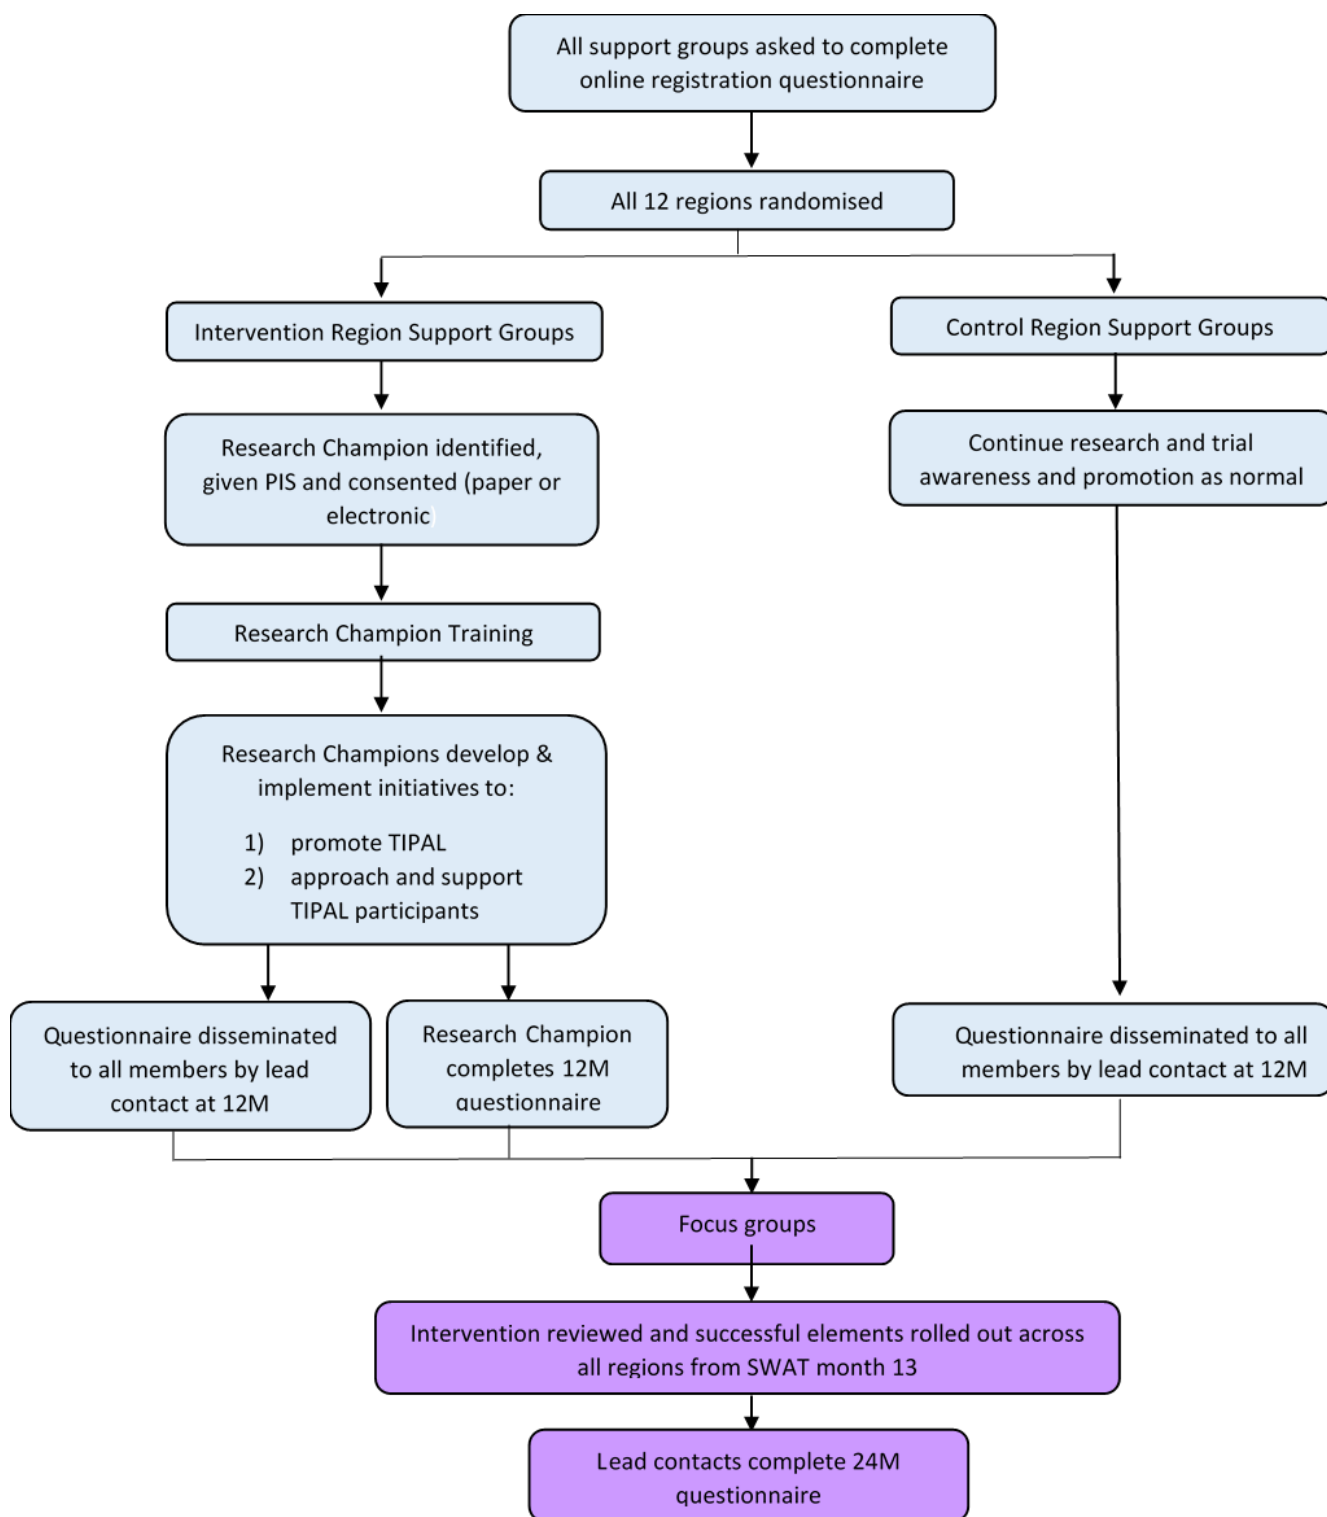 All support groups asked to complete
online registration questionnaire
All 12 regions randomised
Intervention Region Support Groups
Control Region Support Groups
Research Champion identified,
given PIS and consented (paper or
electronic)
Continue research and trial
awareness and promotion as normal
Research Champion Training
Research Champions develop &
implement initiatives to:
1) promote TIPAL
2) approach and support
TIPAL participants
Questionnaire disseminated
to all members by lead
contact at 12M
Research Champion
completes 12M
questionnaire
Questionnaire disseminated to all
members by lead contact at 12M
Focus groups
Intervention reviewed and successful elements rolled out across
all regions from SWAT month 13
Lead contacts complete 24M
questionnaire